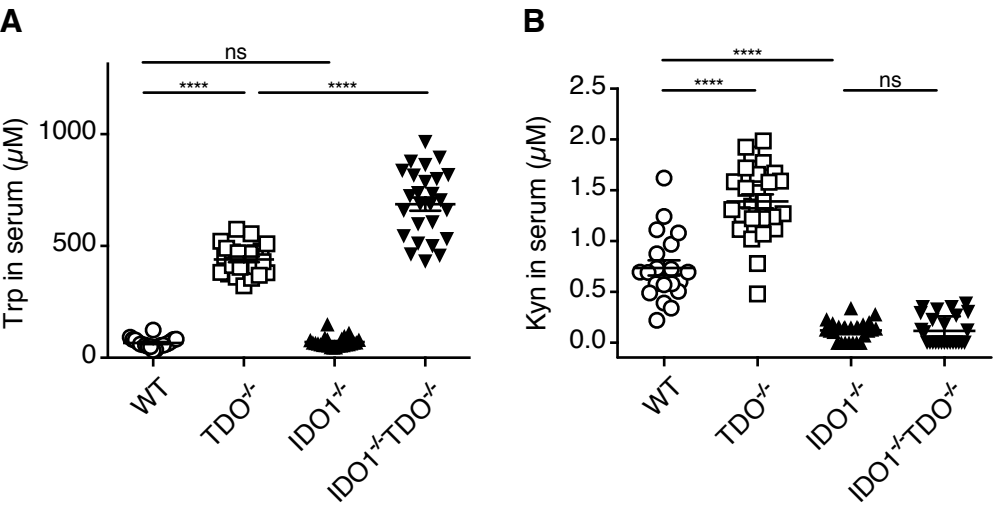 A
ns
****
****
Trp in serum (µM)
1000
500
0
WT
TDO-/-
IDO1-/-
IDO1-/-TDO-/-
B
****
****
ns
Kyn in serum (µM)
2.5
2.0
1.5
1.0
0.5
0.0
WT
TDO-/-
IDO1-/-
IDO1-/-TDO-/-